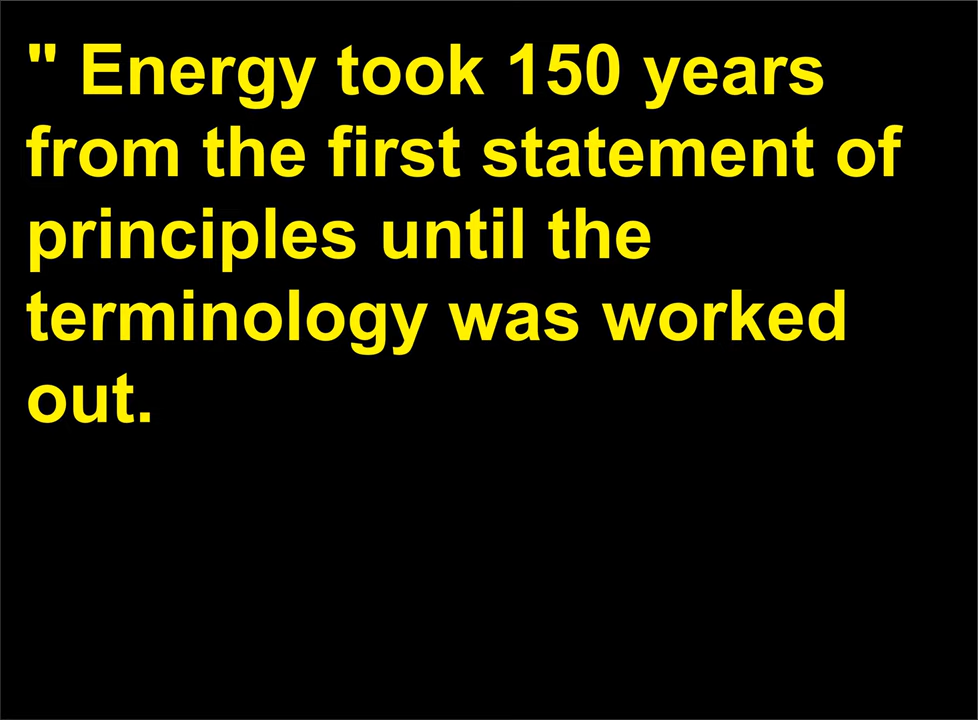 " Energy took 150 years
from the first statement of
principles until the
terminology was worked
out.